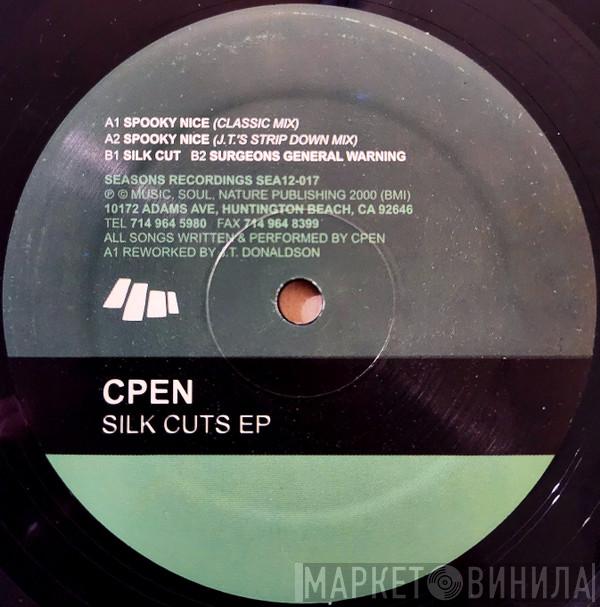 A1 SPOOKY NICE (CLASSIC MIX)
A2 SPOOKY NICE (J.T.'S STRIP DOWN MIX)
B1 SILK CUT B2 SURGEONS GENERAL WARNING
SEASONS RECORDINGS SEA12-017
℗ © MUSIC, SOUL, NATURE PUBLISHING 2000 (BMI)
10172 ADAMS AVE, HUNTINGTON BEACH, CA 92646
TEL 714 964 5980 FAX 714 964 8399
ALL SONGS WRITTEN & PERFORMED BY CPEN
A1 REWORKED BY J.T. DONALDSON
CPEN
SILK CUTS EP
МАРКЕТ ВИНИЛА